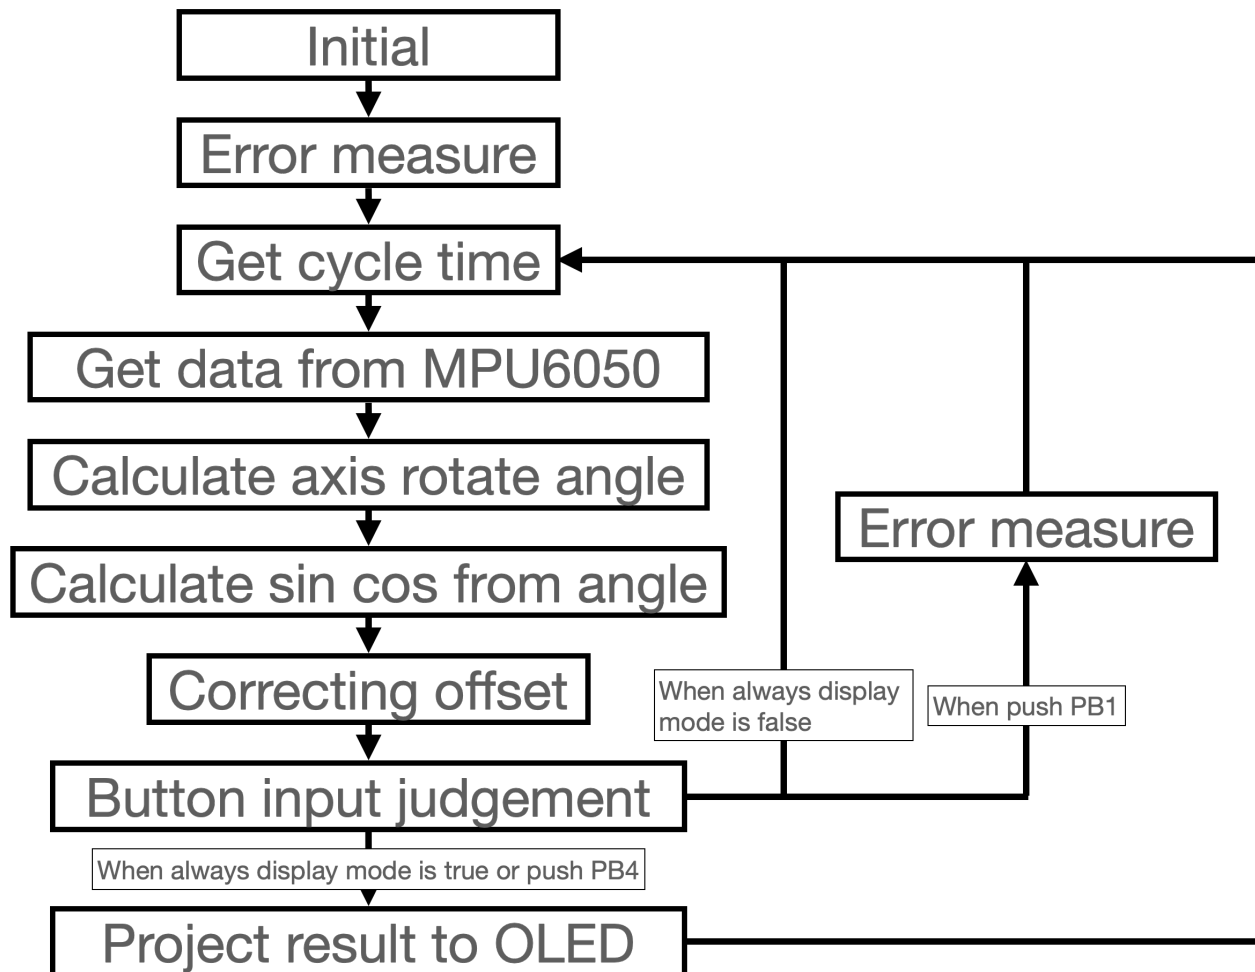 Initial
Error measure
Get cycle time
Get data from MPU6050
Calculate axis rotate angle
Error measure
Calculate sin cos from angle
Correcting offset
When always display
mode is false
When push PB1
Button input judgement
When always display mode is true or push PB4
Project result to OLED